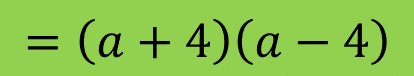 = (a + 4)(a − 4)